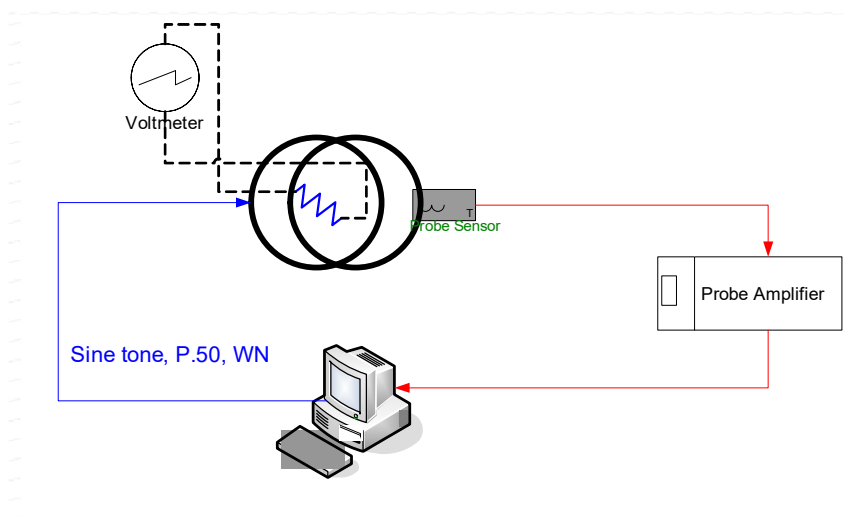 Voltmeter
T
Probe Sensor
Probe Amplifier
Sine tone, P.50, WN